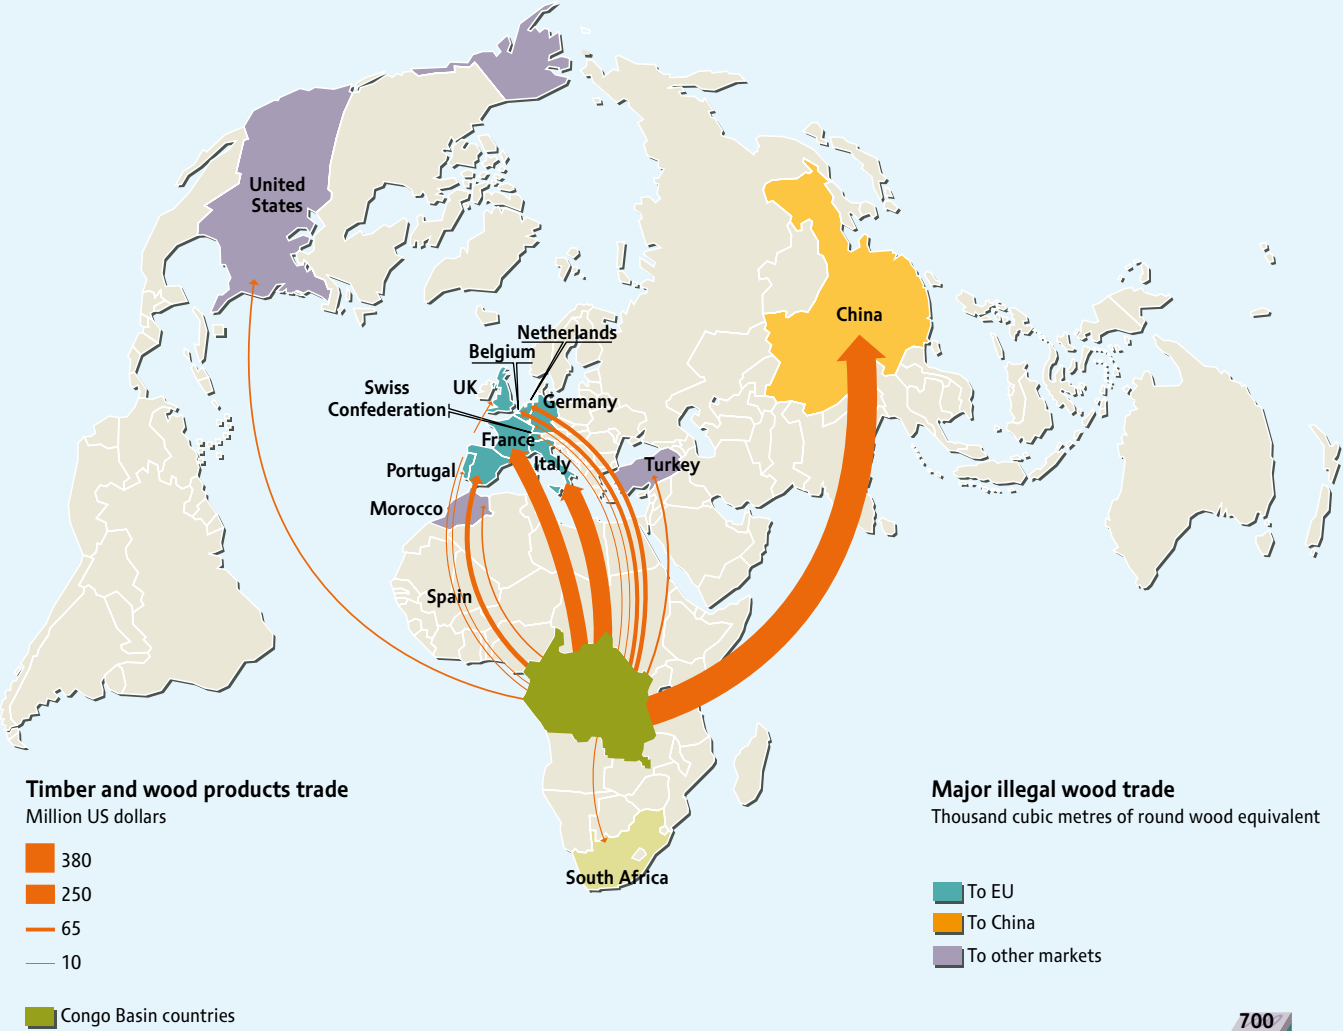 United
States
China
Netherlands
Belgium
Swiss
Confederation
UK
Germany
France
Portugal
Italy
Turkey
Morocco
Spain
South Africa
Timber and wood products trade
Million US dollars
380
250
65
10
Congo Basin countries
Major illegal wood trade
Thousand cubic metres of round wood equivalent
To EU
To China
To other markets
700